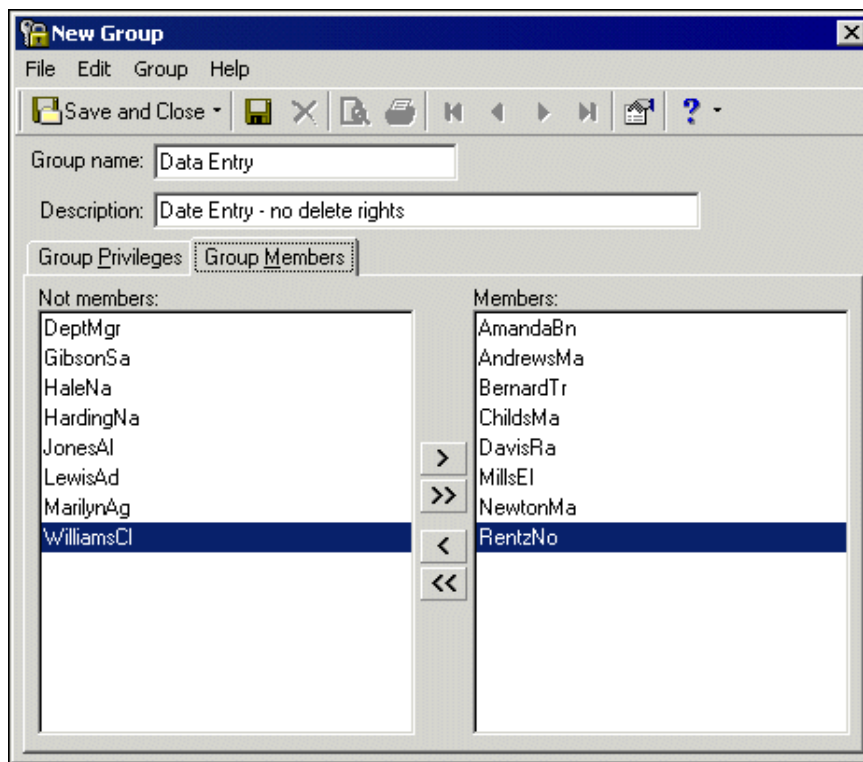 New Group
File Edit Group Help
Save and Close ?
Group name: Data Entry
Description: Date Entry - no delete rights
Group Privileges Group Members
Not members: Members:
DeptMgr AmandaBn
GibsonSa AndrewsMa
HaleNa BernardTr
HardingNa ChildsMa
JonesAl DavisRa
LewisAd MillsEl
MarilynAg NewtonMa
WilliamsCl RentzNo
>
>>
<
<<